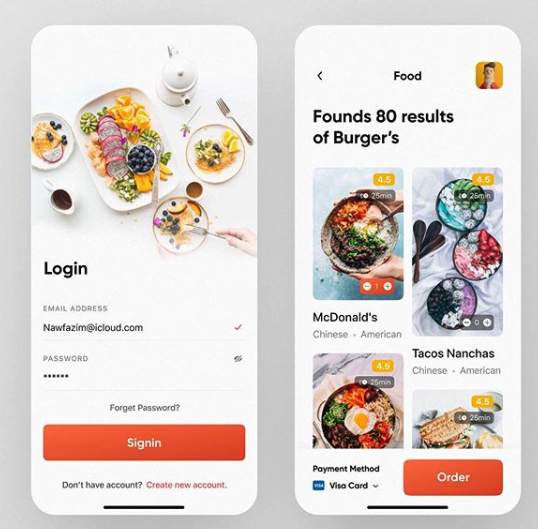 Login
EMAIL ADDRESS
Nawfazim@icloud.com
PASSWORD
••••••
Forget Password?
Signin
Don't have account? Create new account.
Food
Founds 80 results
of Burger's
4.5
25min
1
McDonald's
Chinese • American
4.5
25min
0
Tacos Nanchas
Chinese • American
4.5
25min
4.5
25min
Payment Method
VISA Visa Card
Order